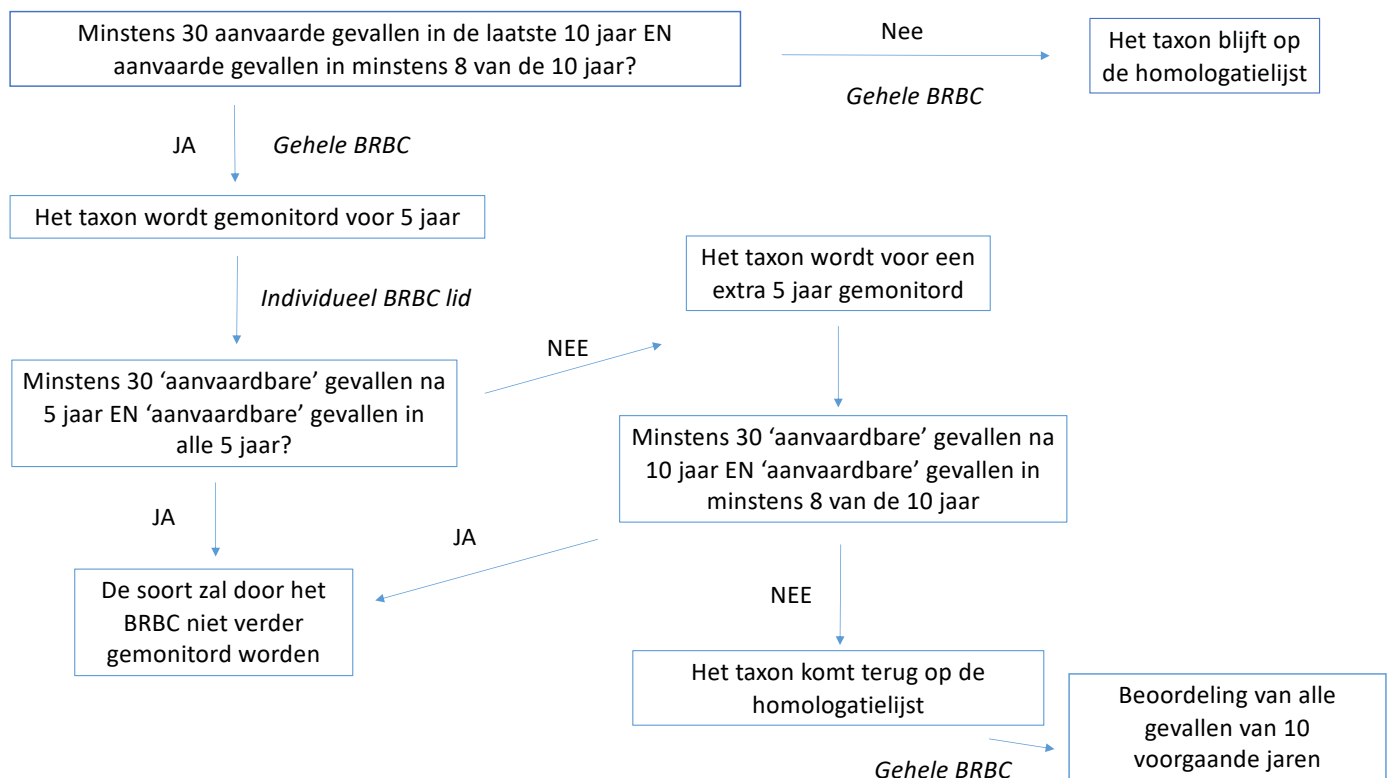 Minstens 30 aanvaarde gevallen in de laatste 10 jaar EN
aanvaarde gevallen in minstens 8 van de 10 jaar?
Nee
Gehele BRBC
Het taxon blijft op
de homologatielijst
JA
Gehele BRBC
Het taxon wordt gemonitord voor 5 jaar
Individueel BRBC lid
Het taxon wordt voor een
extra 5 jaar gemonitord
NEE
Minstens 30 ‘aanvaardbare’ gevallen na
5 jaar EN ‘aanvaardbare’ gevallen in
alle 5 jaar?
Minstens 30 ‘aanvaardbare’ gevallen na
10 jaar EN ‘aanvaardbare’ gevallen in
minstens 8 van de 10 jaar
JA
JA
De soort zal door het
BRBC niet verder
gemonitord worden
NEE
Het taxon komt terug op de
homologatielijst
Gehele BRBC
Beoordeling van alle
gevallen van 10
voorgaande jaren